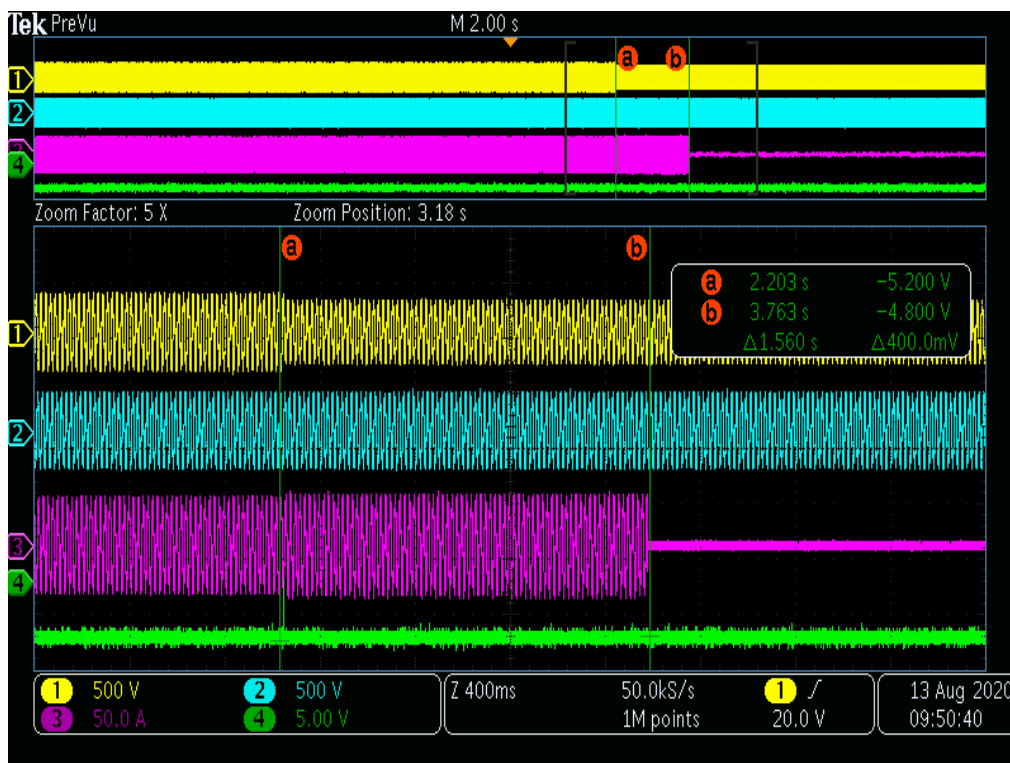 Tek PreVu M 2.00 s
a b
1
2
3
4
Zoom Factor: 5 X Zoom Position: 3.18 s
a b
a 2.203 s −5.200 V
b 3.763 s −4.800 V
△1.560 s △400.0mV
1
2
3
4
1 500 V 2 500 V Z 400ms 50.0kS/s 1 ∫ 13 Aug 2020
3 50.0 A 4 5.00 V 1M points 20.0 V 09:50:40